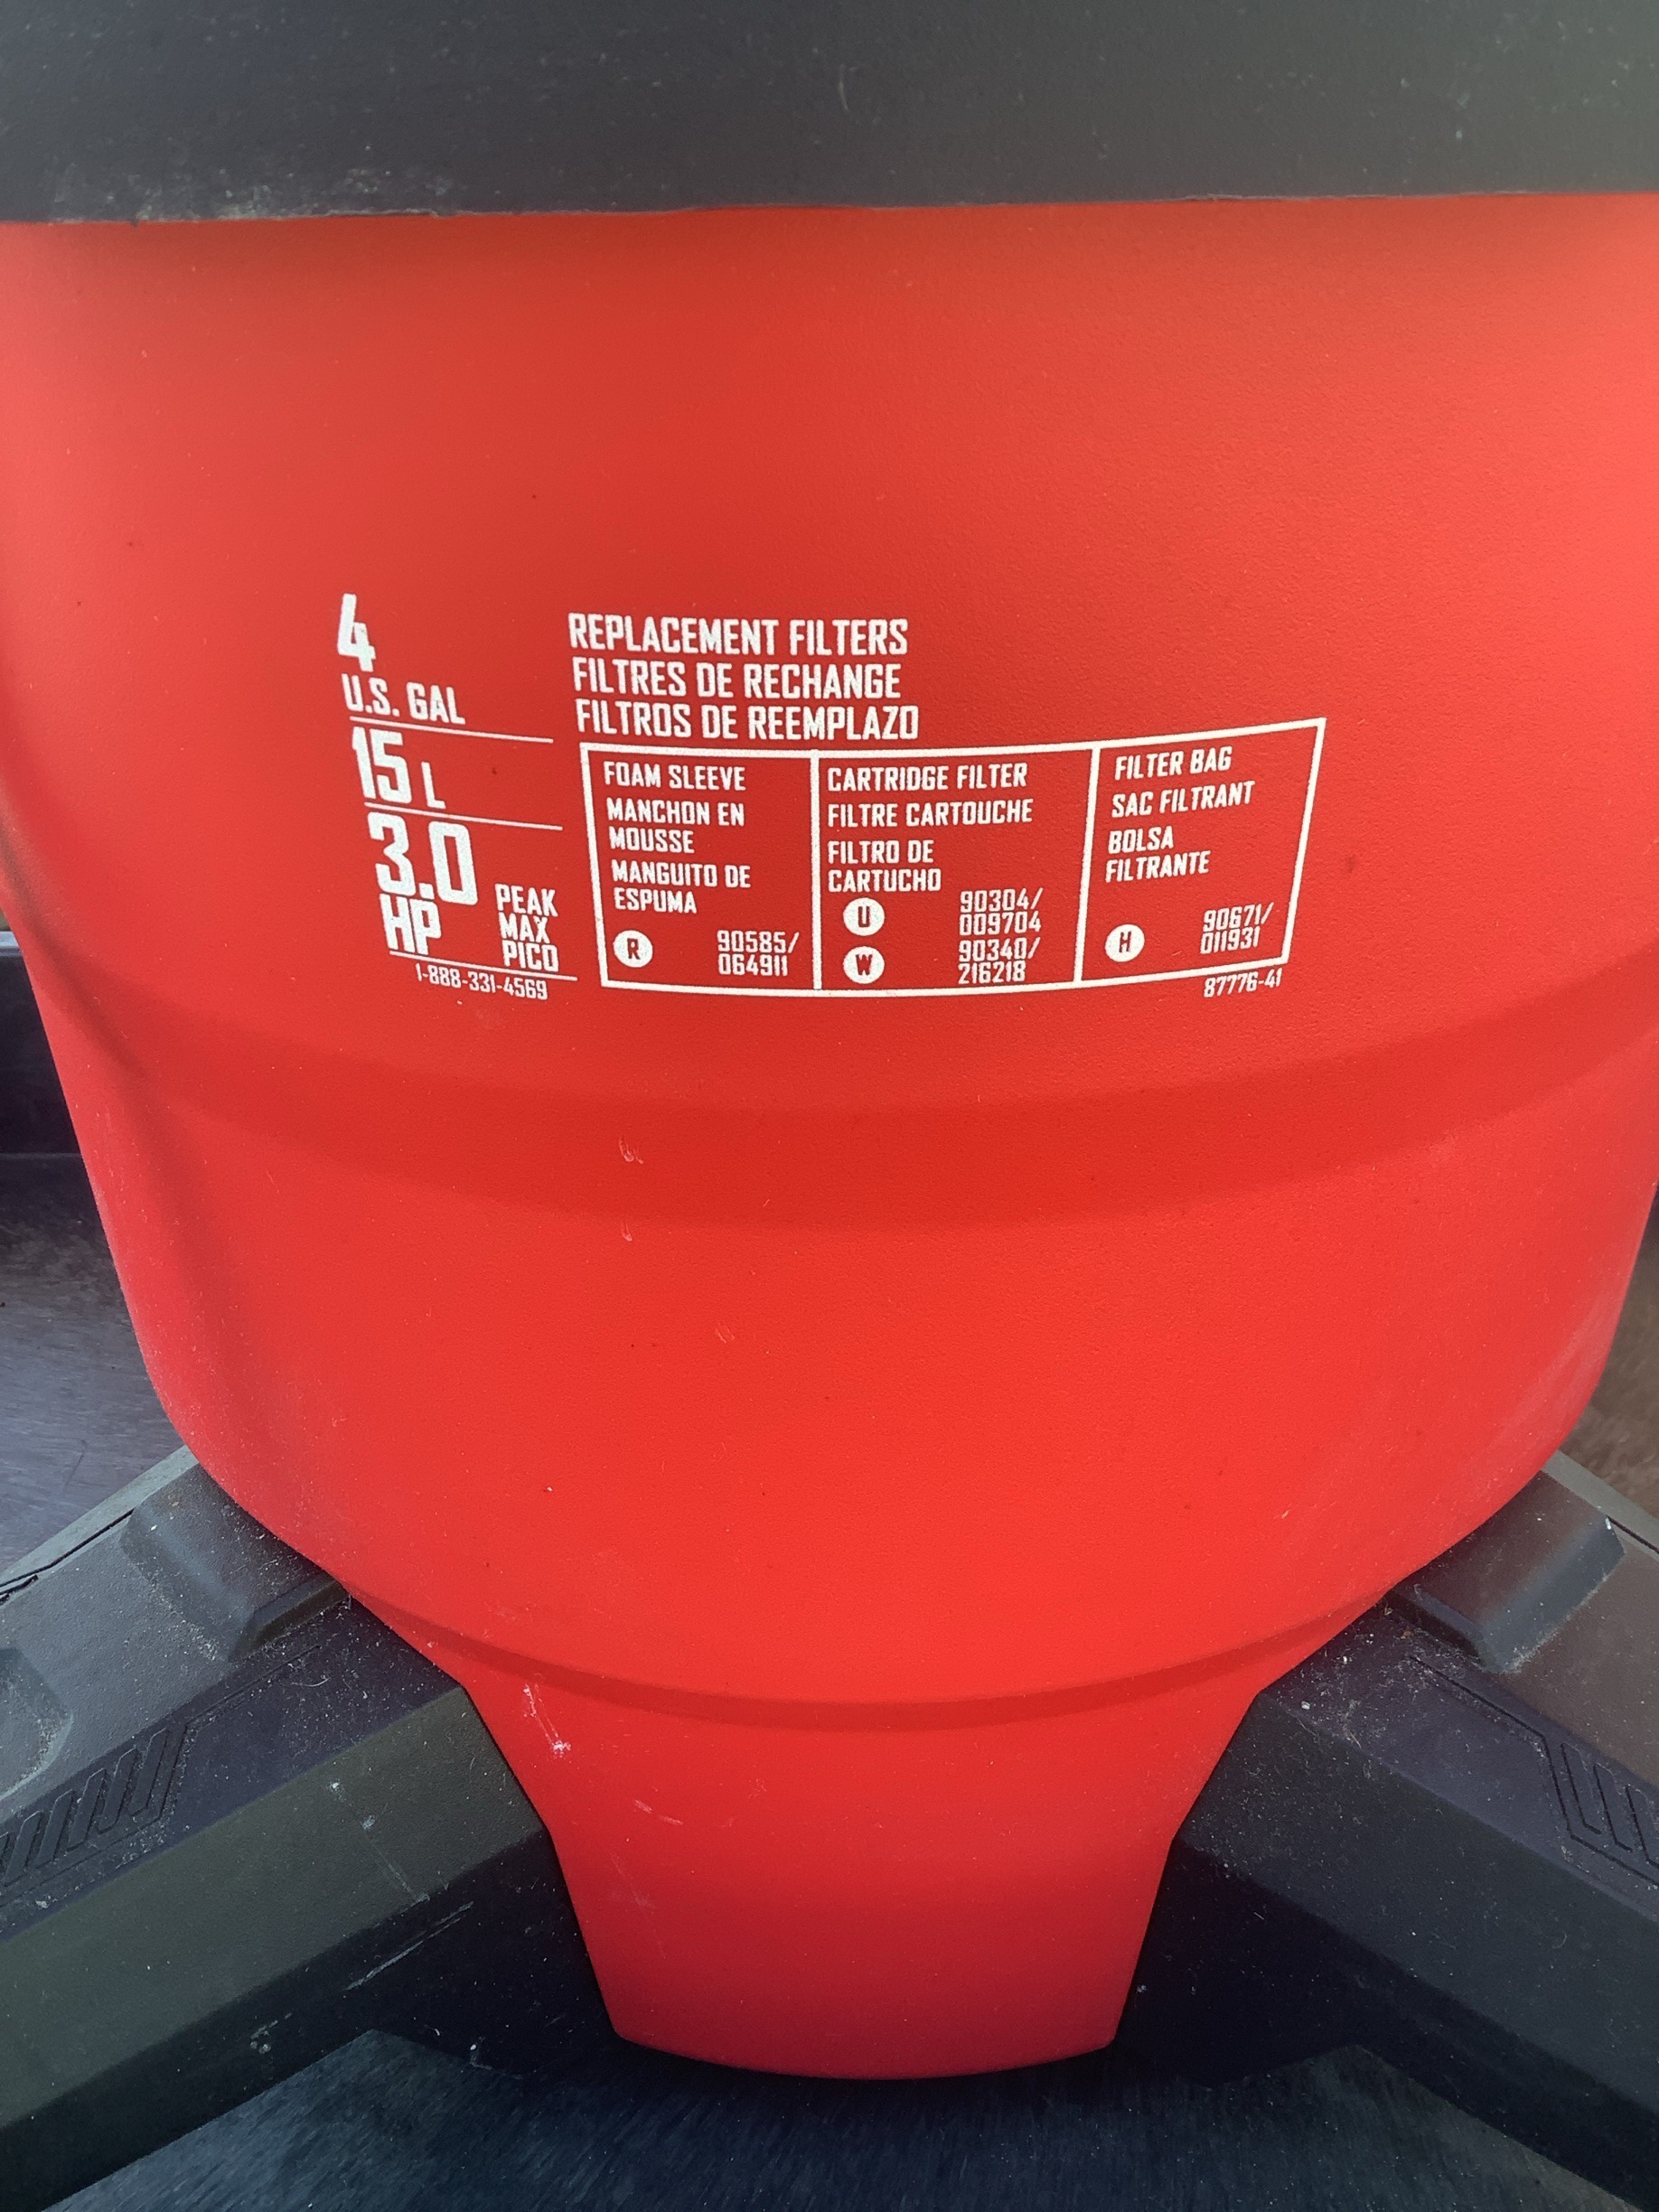 4
U.S. GAL
15 L
3.0
HP
PEAK
MAX
PICO
1-888-331-4569
REPLACEMENT FILTERS
FILTRES DE RECHANGE
FILTROS DE REEMPLAZO
FOAM SLEEVE
MANCHON EN
MOUSSE
MANGUITO DE
ESPUMA
R
90585/
064911
CARTRIDGE FILTER
FILTRE CARTOUCHE
FILTRO DE
CARTUCHO
U
90304/
009704
W
90340/
216218
FILTER BAG
SAC FILTRANT
BOLSA
FILTRANTE
H
90671/
011931
87776-41